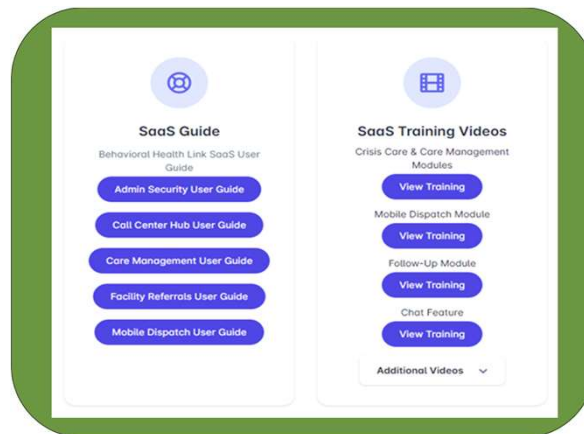 SaaS Guide
Behavioral Health Link SaaS User
Guide
Admin Security User Guide
Call Center Hub User Guide
Care Management User Guide
Facility Referrals User Guide
Mobile Dispatch User Guide
SaaS Training Videos
Crisis Care & Care Management
Modules
View Training
Mobile Dispatch Module
View Training
Follow-Up Module
View Training
Chat Feature
View Training
Additional Videos